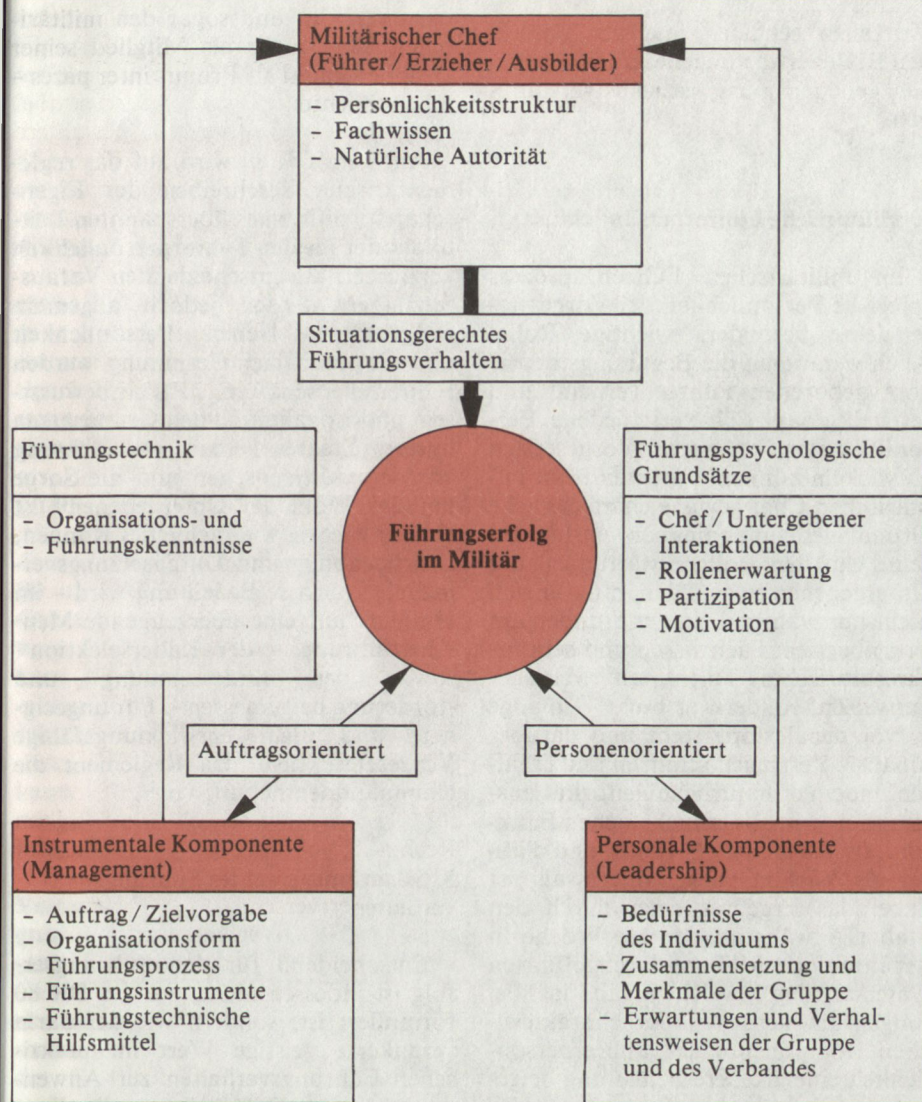 Militärischer Chef
(Führer / Erzieher / Ausbilder)
- Persönlichkeitsstruktur
- Fachwissen
- Natürliche Autorität
Situationsgerechtes
Führungsverhalten
Führungstechnik
- Organisations- und
- Führungskenntnisse
Führungserfolg
im Militär
Führungspsychologische
Grundsätze
- Chef / Untergebener
- Interaktionen
- Rollenerwartung
- Partizipation
- Motivation
Auftragsorientiert
Personenorientiert
Instrumentale Komponente
(Management)
- Auftrag / Zielvorgabe
- Organisationsform
- Führungsprozess
- Führungsinstrumente
- Führungstechnische
Hilfsmittel
Personale Komponente
(Leadership)
- Bedürfnisse
des Individuums
- Zusammensetzung und
Merkmale der Gruppe
- Erwartungen und Verhal-
tensweisen der Gruppe
und des Verbandes